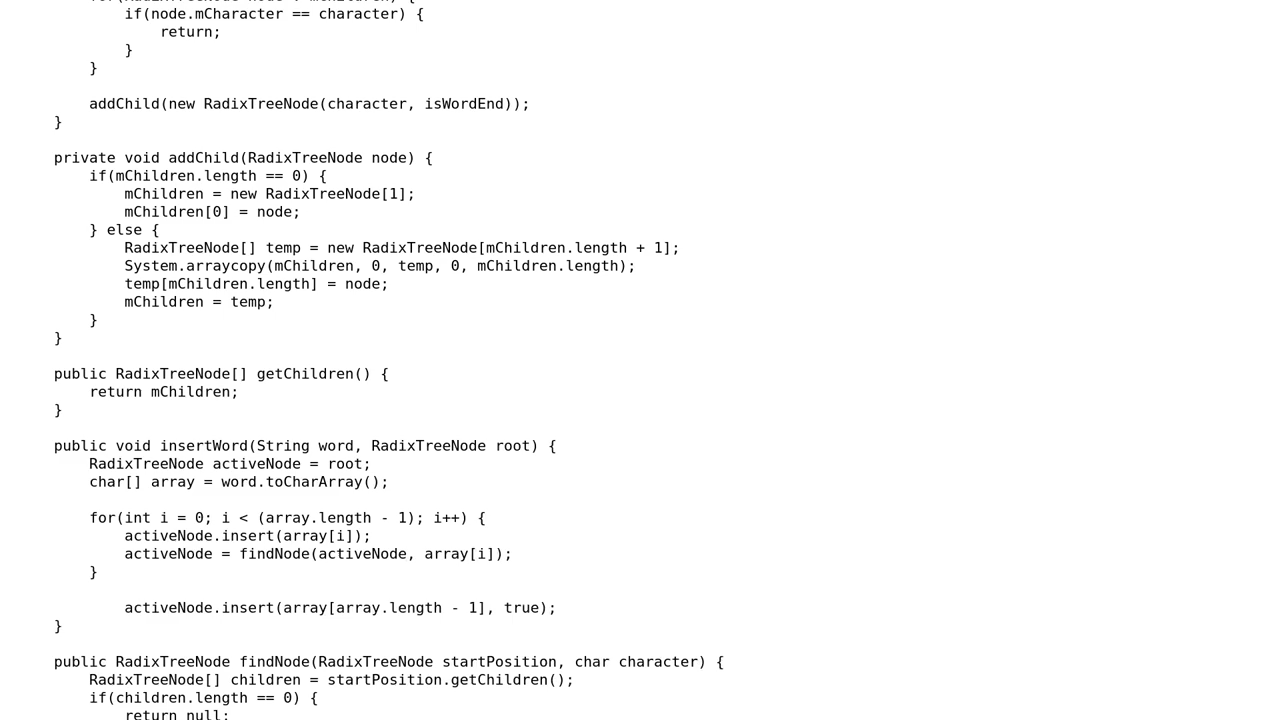 for(RadixTreeNode node : mChildren) {
            if(node.mCharacter == character) {
                return;
            }
        }

        addChild(new RadixTreeNode(character, isWordEnd));
    }

    private void addChild(RadixTreeNode node) {
        if(mChildren.length == 0) {
            mChildren = new RadixTreeNode[1];
            mChildren[0] = node;
        } else {
            RadixTreeNode[] temp = new RadixTreeNode[mChildren.length + 1];
            System.arraycopy(mChildren, 0, temp, 0, mChildren.length);
            temp[mChildren.length] = node;
            mChildren = temp;
        }
    }

    public RadixTreeNode[] getChildren() {
        return mChildren;
    }

    public void insertWord(String word, RadixTreeNode root) {
        RadixTreeNode activeNode = root;
        char[] array = word.toCharArray();

        for(int i = 0; i < (array.length - 1); i++) {
            activeNode.insert(array[i]);
            activeNode = findNode(activeNode, array[i]);
        }

            activeNode.insert(array[array.length - 1], true);
    }

    public RadixTreeNode findNode(RadixTreeNode startPosition, char character) {
        RadixTreeNode[] children = startPosition.getChildren();
        if(children.length == 0) {
            return null;